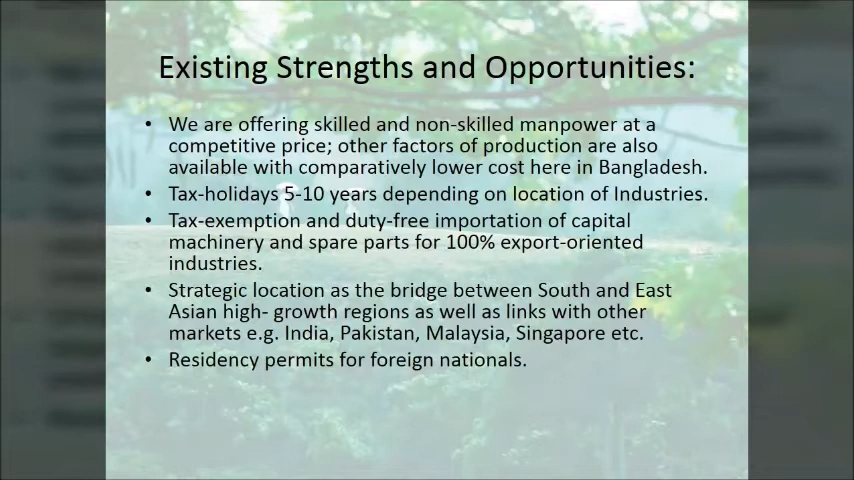 Existing Strengths and Opportunities:
• We are offering skilled and non-skilled manpower at a
competitive price; other factors of production are also
available with comparatively lower cost here in Bangladesh.
• Tax-holidays 5-10 years depending on location of Industries.
• Tax-exemption and duty-free importation of capital
machinery and spare parts for 100% export-oriented
industries.
• Strategic location as the bridge between South and East
Asian high- growth regions as well as links with other
markets e.g. India, Pakistan, Malaysia, Singapore etc.
• Residency permits for foreign nationals.